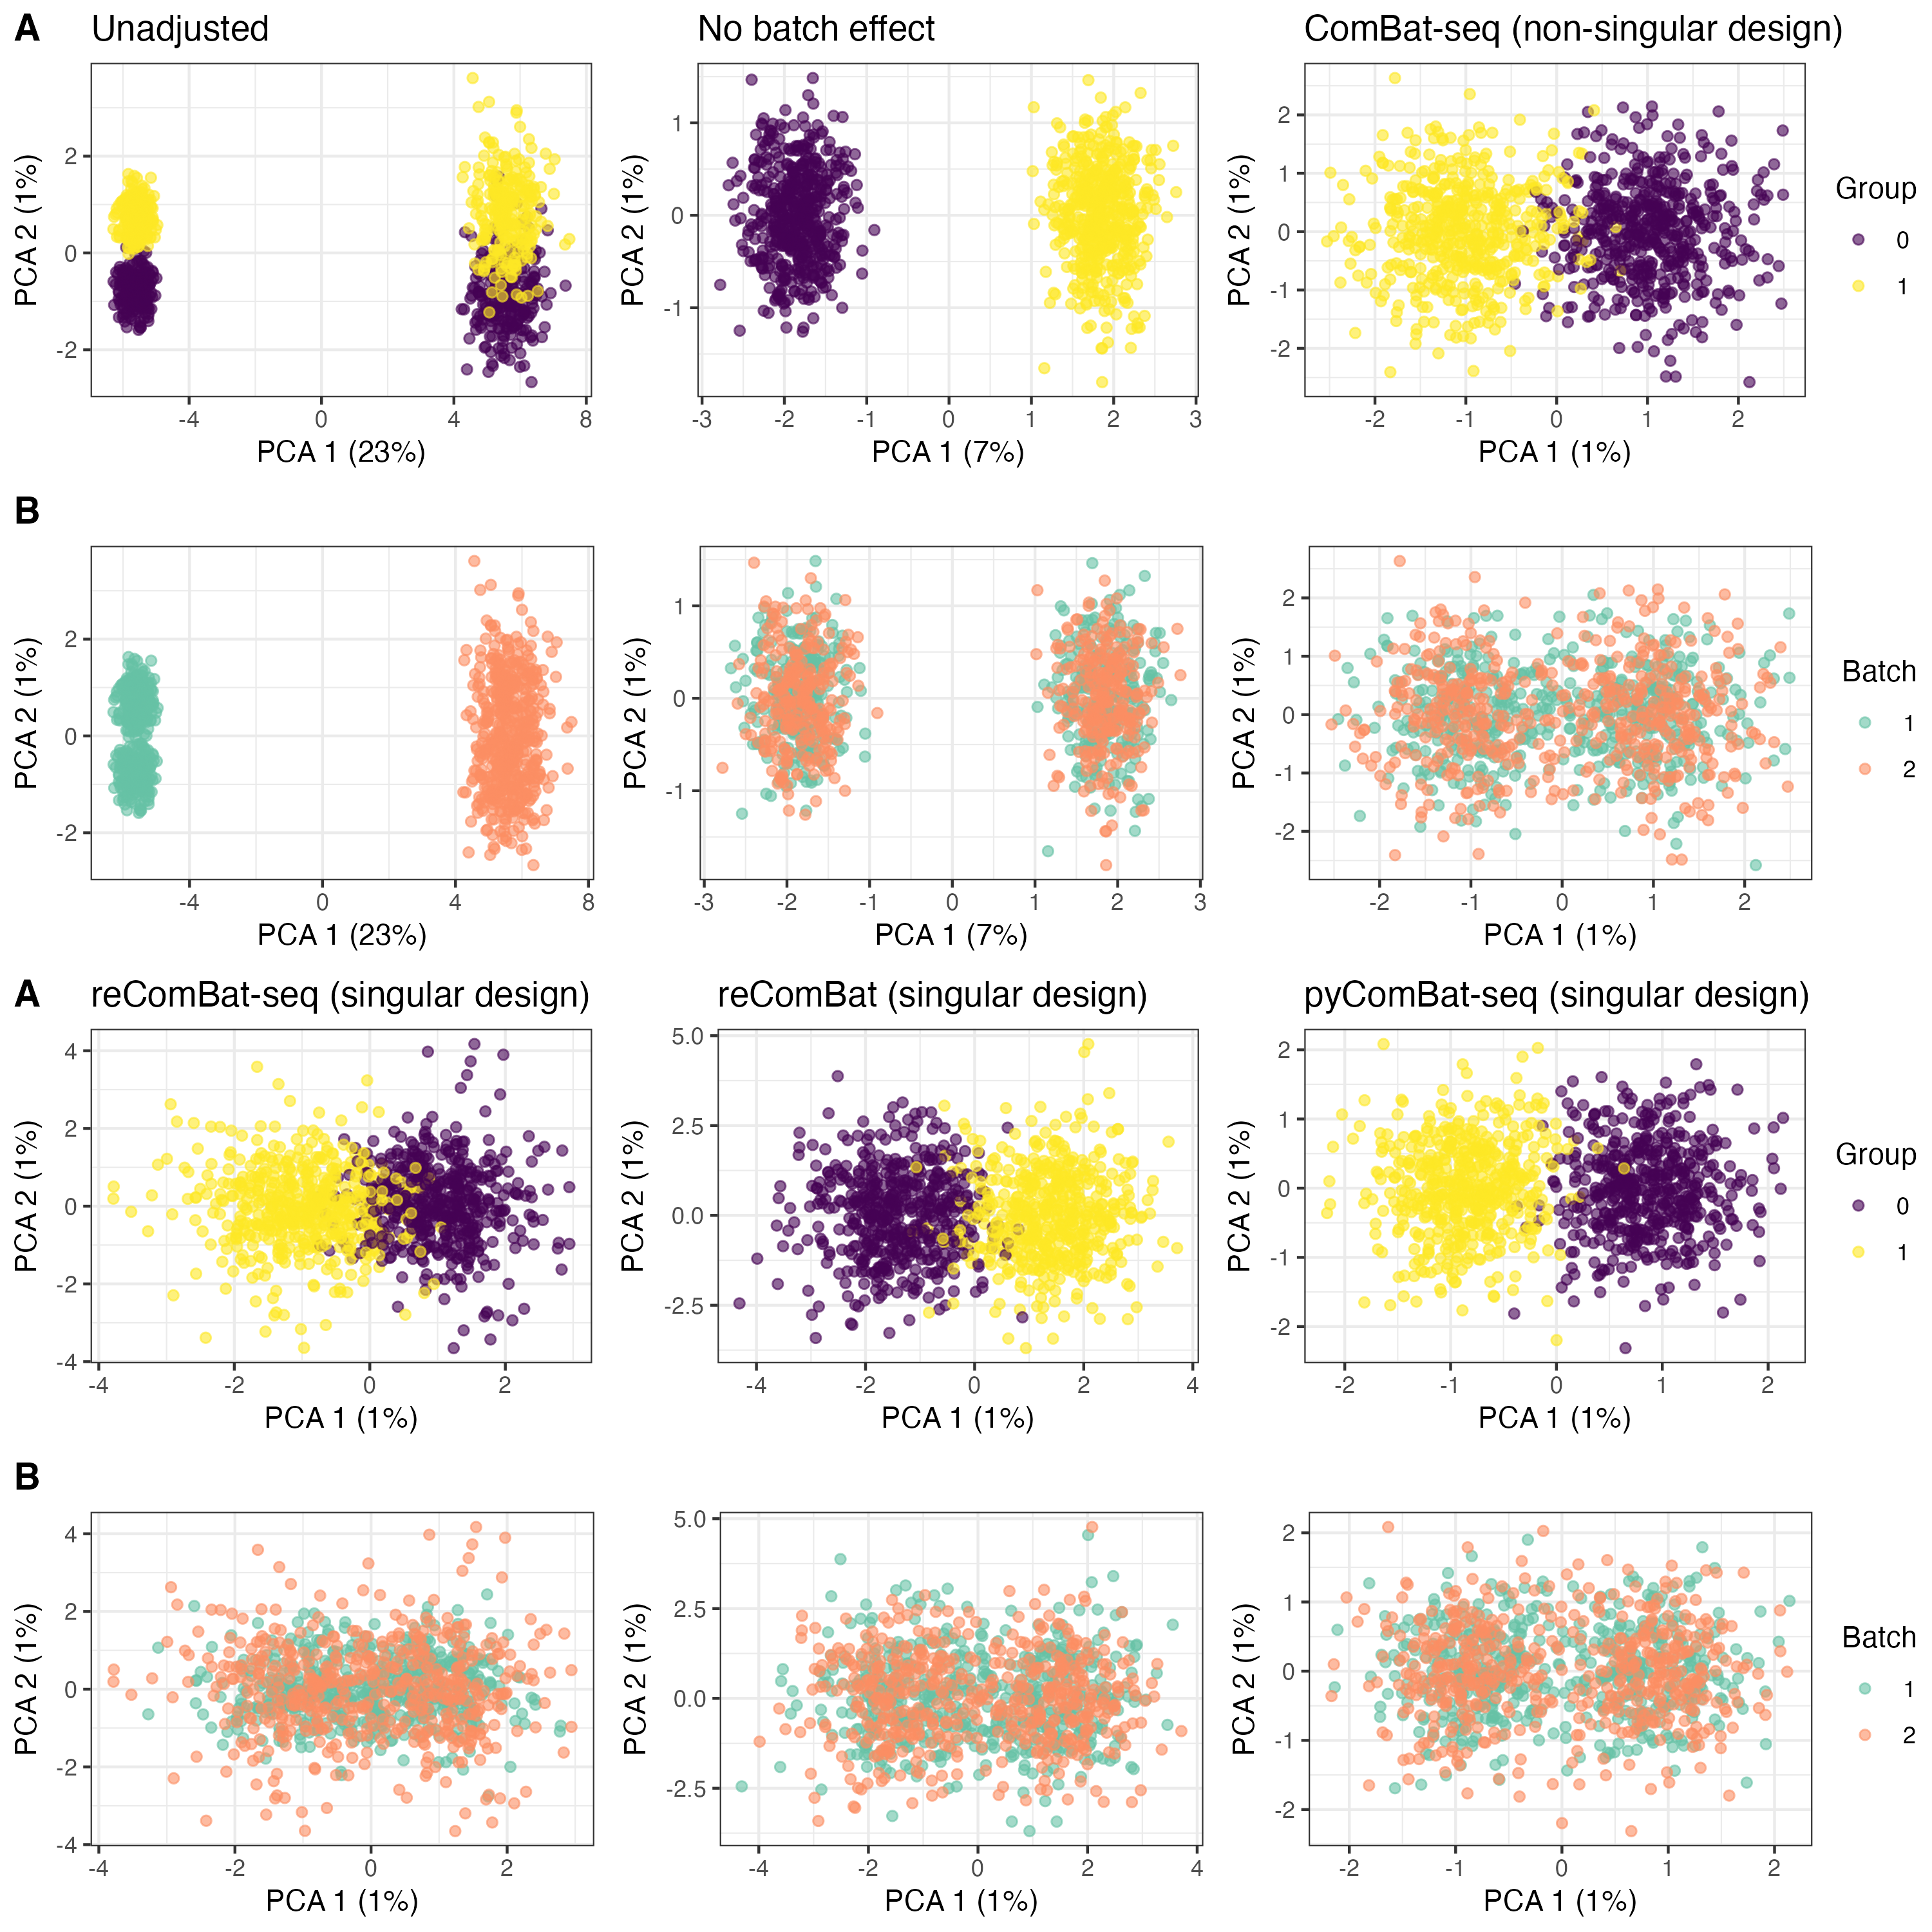 A Unadjusted No batch effect ComBat-seq (non-singular design)
PCA 2 (1%) 2 0 -2
-4 0 4 8
PCA 1 (23%)
PCA 2 (1%) 1 0 -1
-3 -2 -1 0 1 2 3
PCA 1 (7%)
PCA 2 (1%) 2 1 0 -1 -2
-2 -1 0 1 2
PCA 1 (1%)
Group
0
1
B
PCA 2 (1%) 2 0 -2
-4 0 4 8
PCA 1 (23%)
PCA 2 (1%) 1 0 -1
-3 -2 -1 0 1 2 3
PCA 1 (7%)
PCA 2 (1%) 2 1 0 -1 -2
-2 -1 0 1 2
PCA 1 (1%)
Batch
1
2
A reComBat-seq (singular design) reComBat (singular design) pyComBat-seq (singular design)
PCA 2 (1%) 4 2 0 -2 -4
-4 -2 0 2
PCA 1 (1%)
PCA 2 (1%) 5.0 2.5 0.0 -2.5
-4 -2 0 2 4
PCA 1 (1%)
PCA 2 (1%) 2 1 0 -1 -2
-2 -1 0 1 2
PCA 1 (1%)
Group
0
1
B
PCA 2 (1%) 4 2 0 -2 -4
-4 -2 0 2
PCA 1 (1%)
PCA 2 (1%) 5.0 2.5 0.0 -2.5
-4 -2 0 2 4
PCA 1 (1%)
PCA 2 (1%) 2 1 0 -1 -2
-2 -1 0 1 2
PCA 1 (1%)
Batch
1
2